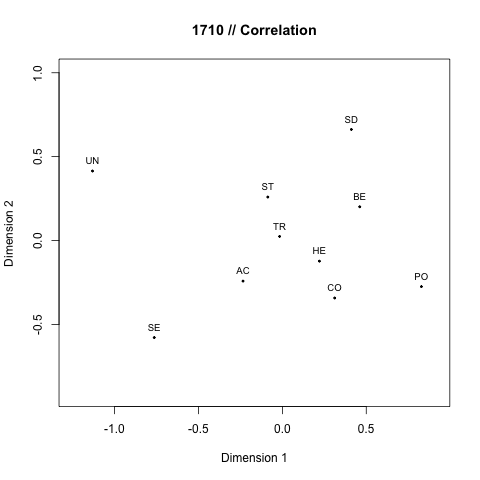 1710 // Correlation
1.0
SD
UN
0.5
ST
BE
TR
0.0
HE
AC
PO
CO
-0.5
SE
Dimension 2
-1.0 -0.5 0.0 0.5
Dimension 1